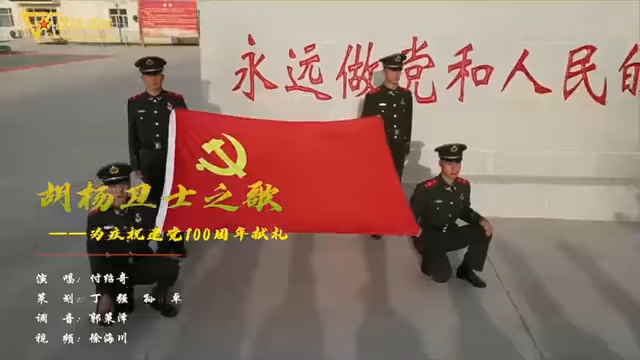 永远做党和人民的
胡杨卫士之歌
——为庆祝建党100周年献礼
演 唱：付绍奇
策 划：丁 强 孙 卓
调 音：郭策泽
视 频：徐海川